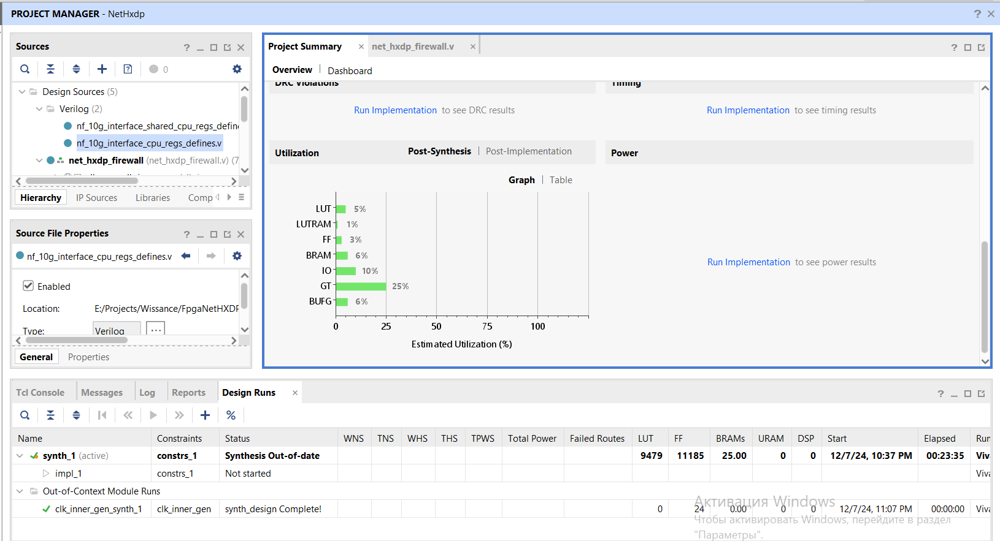 PROJECT MANAGER - NetHxdp
Sources
0
Design Sources (5)
Verilog (2)
nf_10g_interface_shared_cpu_regs_define
nf_10g_interface_cpu_regs_defines.v
net_hxdp_firewall (net_hxdp_firewall.v) (7
Hierarchy IP Sources Libraries Comp
Source File Properties
nf_10g_interface_cpu_regs_defines.v
Enabled
Location: E:/Projects/Wissance/FpgaNetHXDP
Type: Verilog
General Properties
Project Summary net_hxdp_firewall.v
Overview | Dashboard
DRC Violations Timing
Run Implementation to see DRC results Run Implementation to see timing results
Utilization Post-Synthesis | Post-Implementation Power
Graph | Table
LUT 5%
LUTRAM 1%
FF 3%
BRAM 6%
IO 10%
GT 25%
BUFG 6%
0 25 50 75 100
Estimated Utilization (%)
Run Implementation to see power results
Tcl Console Messages Log Reports Design Runs
Name Constraints Status WNS TNS WHS THS TPWS Total Power Failed Routes LUT FF BRAMs URAM DSP Start Elapsed Run
synth_1 (active) constrs_1 Synthesis Out-of-date 9479 11185 25.00 0 0 12/7/24, 10:37 PM 00:23:35 Viva
impl_1 constrs_1 Not started Viva
Out-of-Context Module Runs
clk_inner_gen_synth_1 clk_inner_gen synth_design Complete! 0 24 0.00 0 0 12/7/24, 11:07 PM 00:00:00 Viva
Активация Windows
Чтобы активировать Windows, перейдите в раздел
"Параметры".